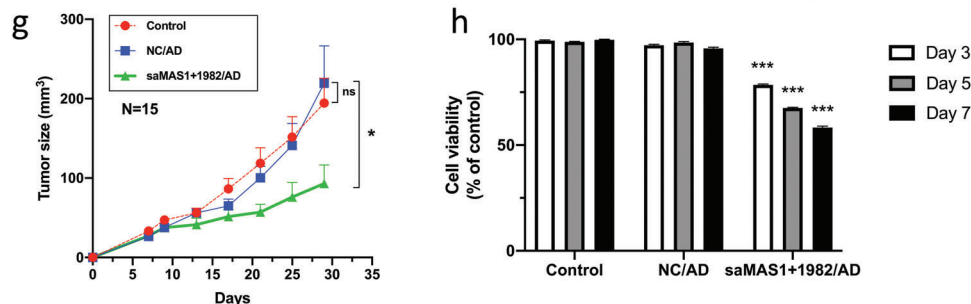 g
Tumor size (mm³)
300
200
100
0
Control
NC/AD
saMAS1+1982/AD
N=15
ns
*
0 5 10 15 20 25 30 35
Days
h
Cell viability
(% of control)
100
50
0
***
***
***
Control NC/AD saMAS1+1982/AD
Day 3
Day 5
Day 7